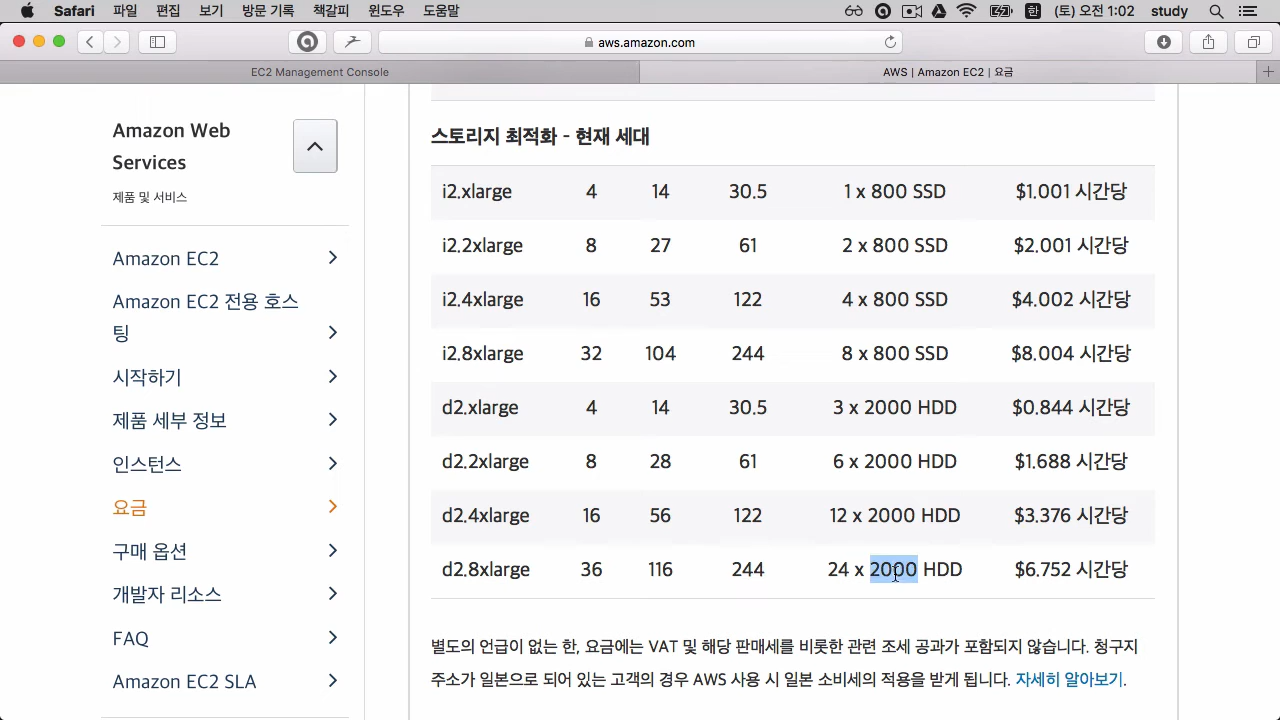 Safari 파일 편집 보기 방문 기록 책갈피 윈도우 도움말 한 (토) 오전 1:02 study
aws.amazon.com
EC2 Management Console
AWS | Amazon EC2 | 요금
Amazon Web
Services
제품 및 서비스
Amazon EC2
Amazon EC2 전용 호스
팅
시작하기
제품 세부 정보
인스턴스
요금
구매 옵션
개발자 리소스
FAQ
Amazon EC2 SLA
스토리지 최적화 - 현재 세대
i2.xlarge 4 14 30.5 1 x 800 SSD $1.001 시간당
i2.2xlarge 8 27 61 2 x 800 SSD $2.001 시간당
i2.4xlarge 16 53 122 4 x 800 SSD $4.002 시간당
i2.8xlarge 32 104 244 8 x 800 SSD $8.004 시간당
d2.xlarge 4 14 30.5 3 x 2000 HDD $0.844 시간당
d2.2xlarge 8 28 61 6 x 2000 HDD $1.688 시간당
d2.4xlarge 16 56 122 12 x 2000 HDD $3.376 시간당
d2.8xlarge 36 116 244 24 x 2000 HDD $6.752 시간당
별도의 언급이 없는 한, 요금에는 VAT 및 해당 판매세를 비롯한 관련 조세 공과가 포함되지 않습니다. 청구지
주소가 일본으로 되어 있는 고객의 경우 AWS 사용 시 일본 소비세의 적용을 받게 됩니다. 자세히 알아보기.